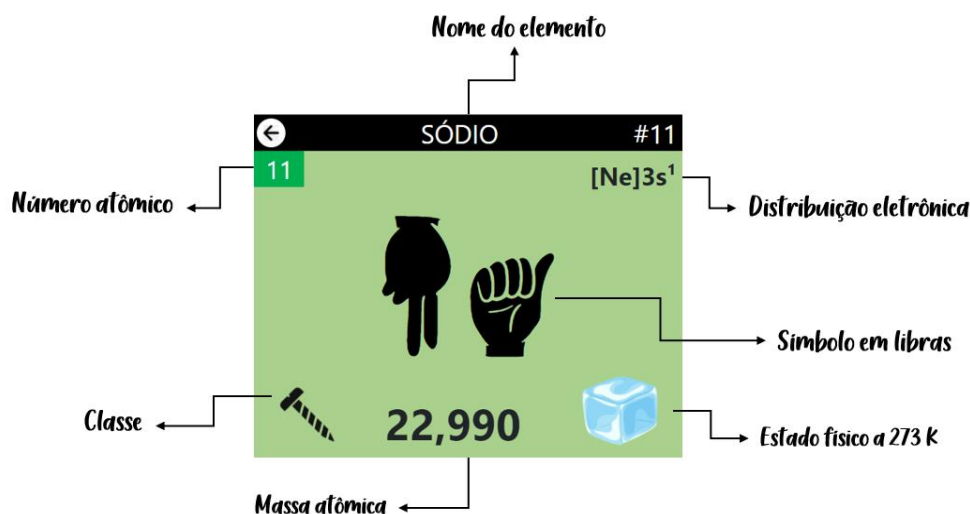 Nome do elemento
SÓDIO #11
11
[Ne]3s¹
Número atômico
Distribuição eletrônica
Símbolo em libras
Classe
22,990
Estado físico a 273 K
Massa atômica